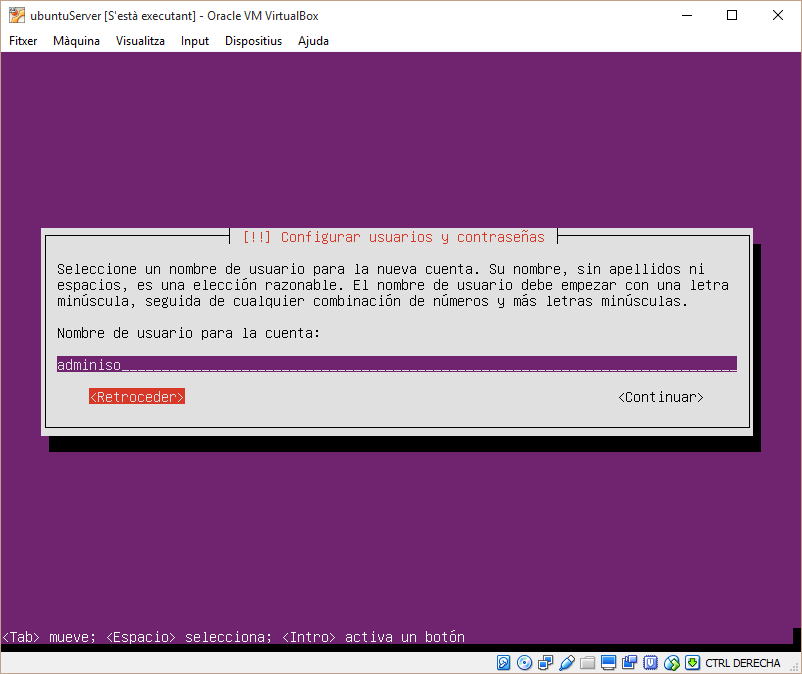 ubuntuServer [S'està executant] - Oracle VM VirtualBox
Fitxer Màquina Visualitza Input Dispositius Ajuda
[!!] Configurar usuarios y contraseñas
Seleccione un nombre de usuario para la nueva cuenta. Su nombre, sin apellidos ni
espacios, es una elección razonable. El nombre de usuario debe empezar con una letra
minúscula, seguida de cualquier combinación de números y más letras minúsculas.
Nombre de usuario para la cuenta:
adminiso
<Retroceder> <Continuar>
<Tab> mueve; <Espacio> selecciona; <Intro> activa un botón
CTRL DERECHA